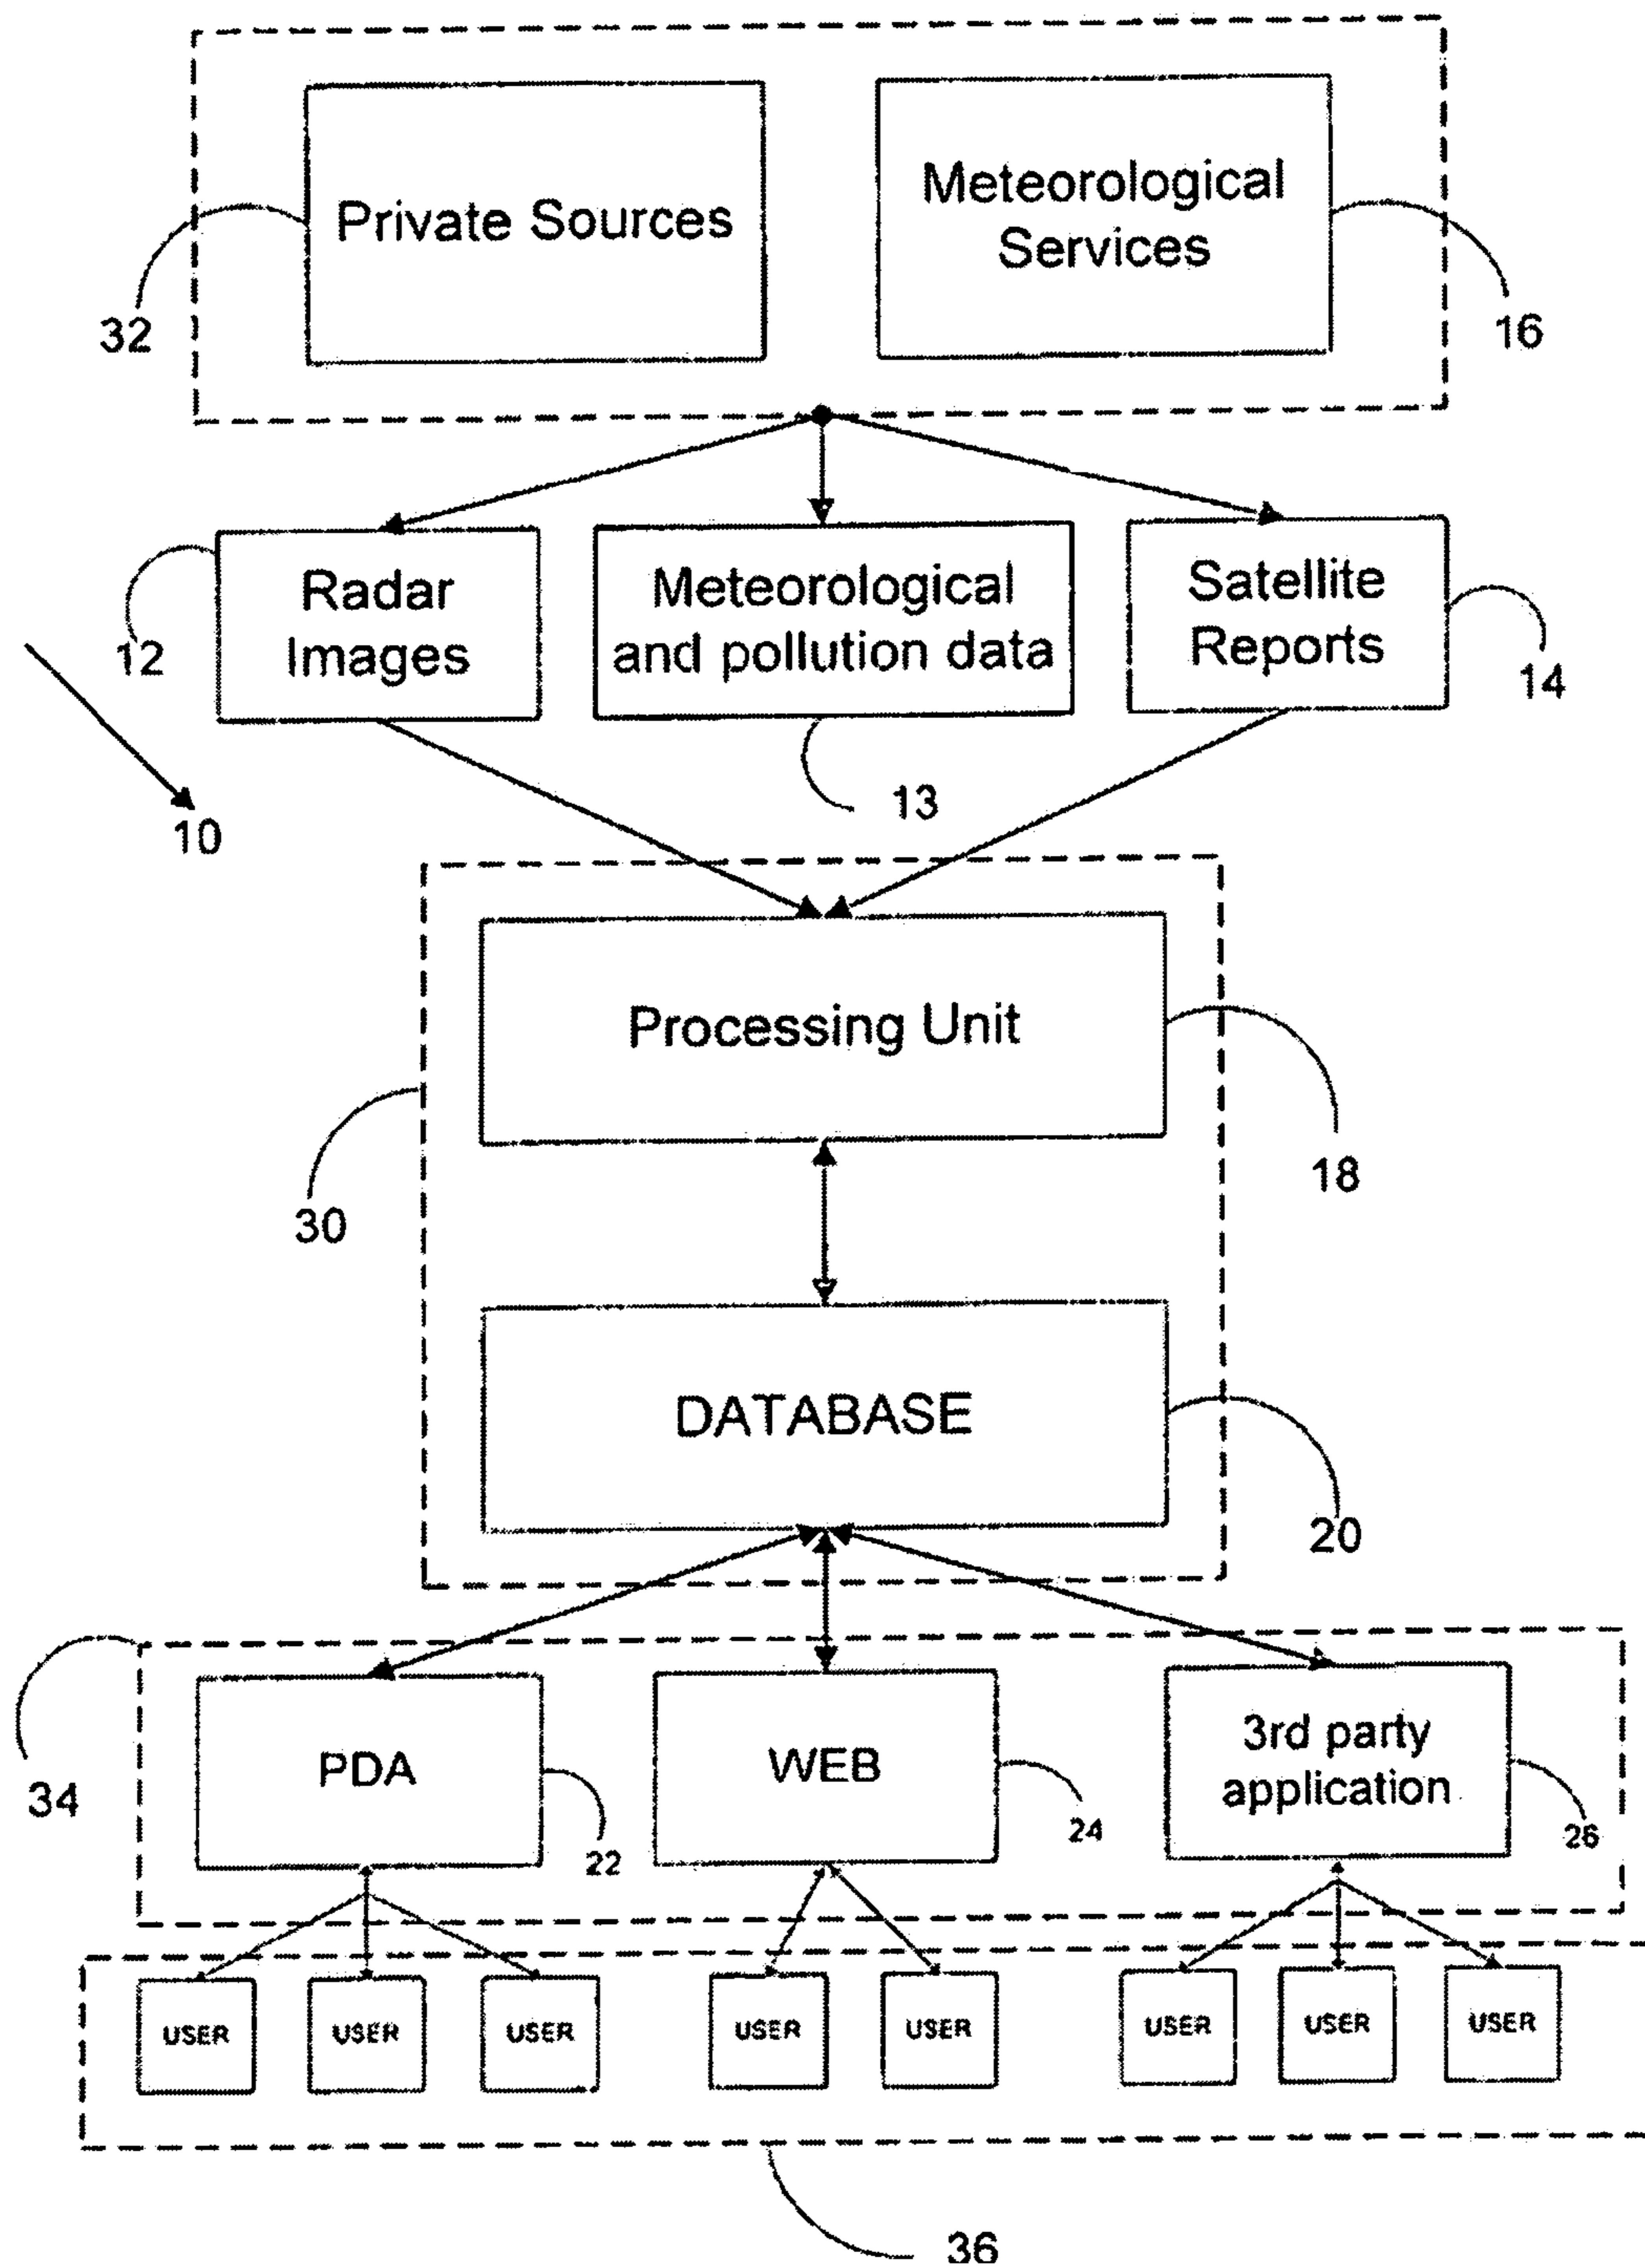 Private Sources
Meteorological
Services
32
16
Radar
Images
Meteorological
and pollution data
Satellite
Reports
12
14
13
10
Processing Unit
18
30
DATABASE
20
34
PDA
WEB
3rd party
application
22
24
26
USER
USER
USER
USER
USER
USER
USER
USER
36